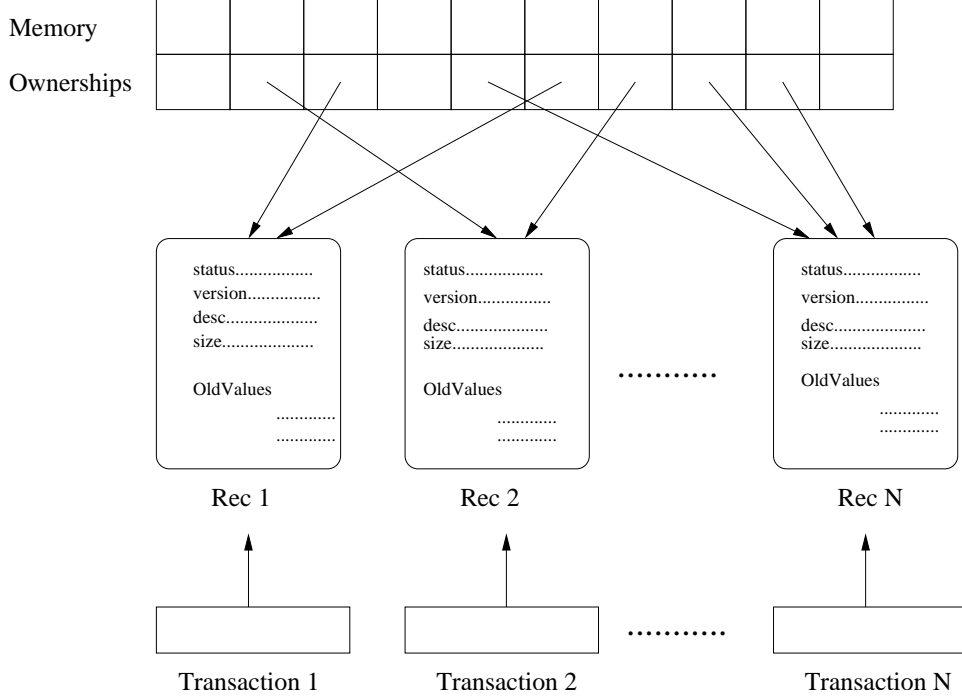 Memory
Ownerships
status.................
version................
desc....................
size....................
OldValues
.............
.............
status.................
version................
desc....................
size....................
OldValues
.............
.............
...........
status.................
version................
desc....................
size....................
OldValues
.............
.............
Rec 1
Rec 2
Rec N
...........
Transaction 1
Transaction 2
Transaction N